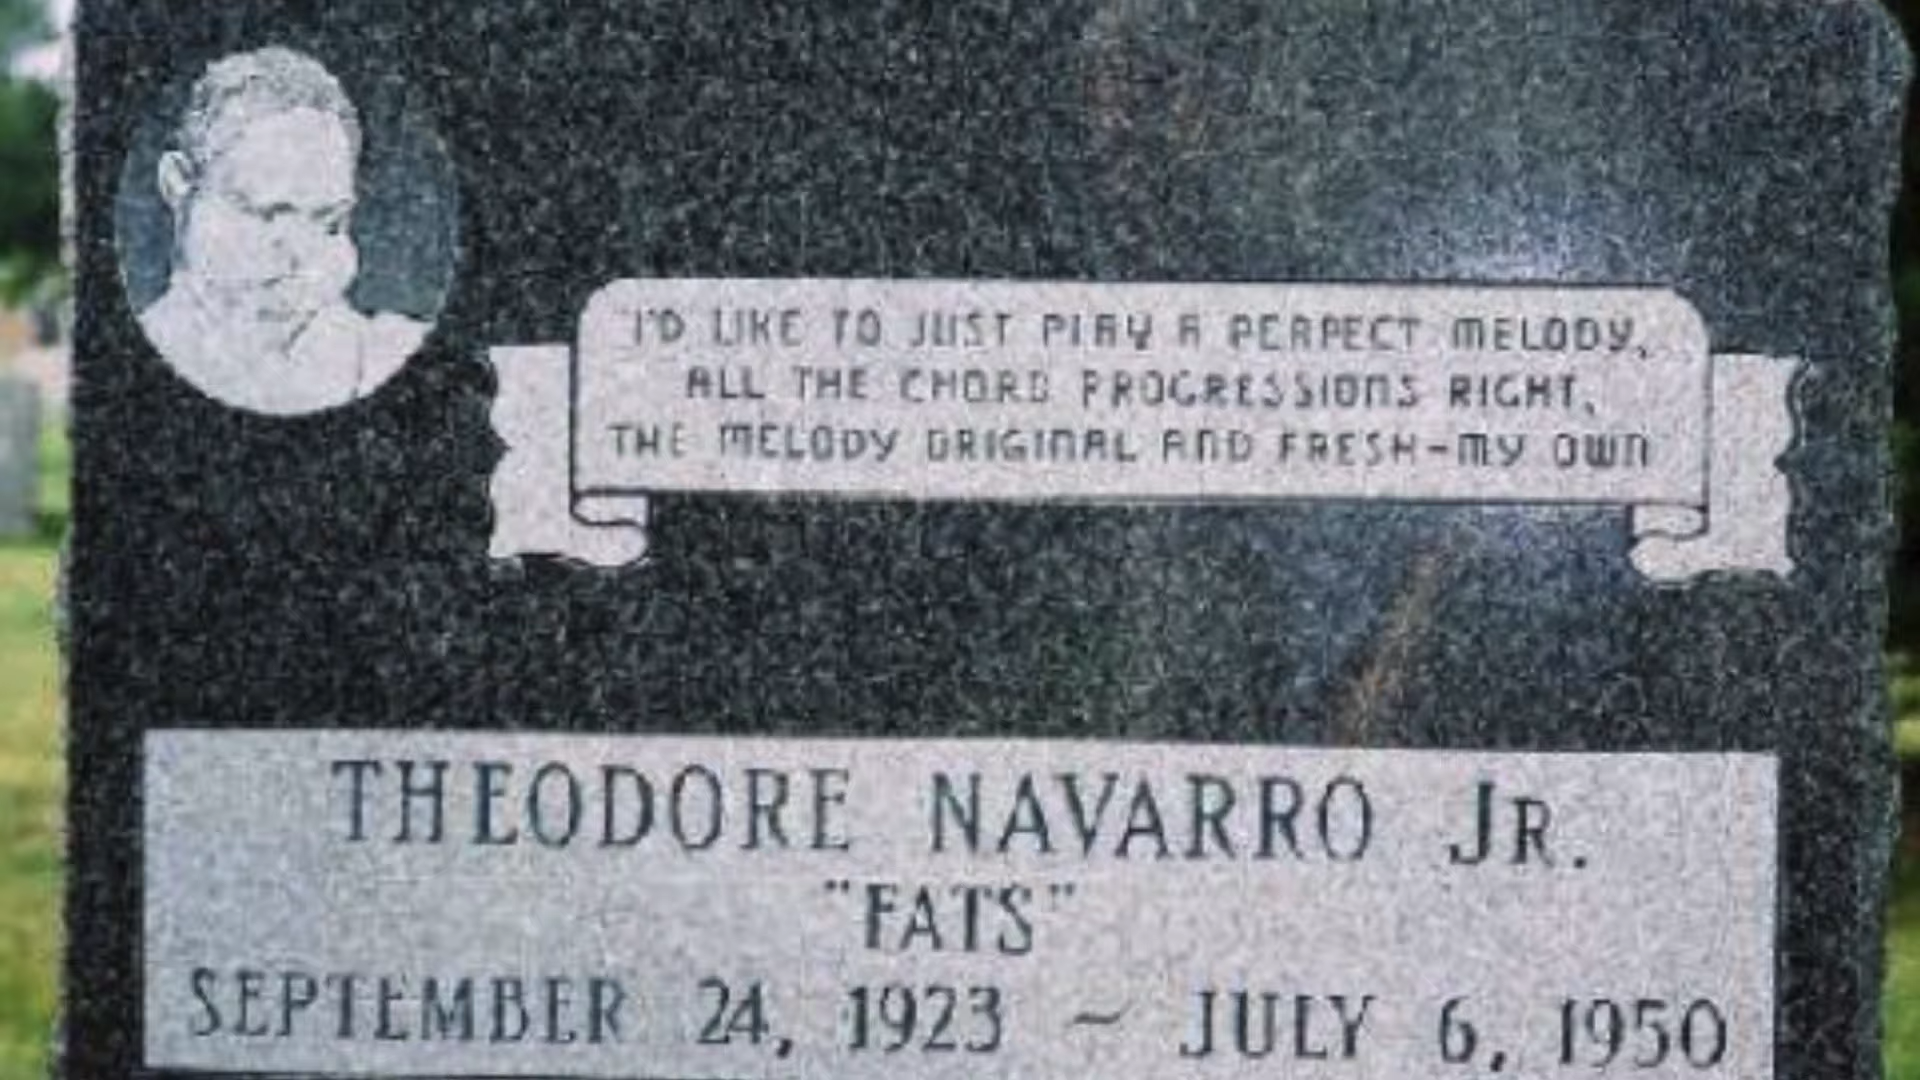 "I'D LIKE TO JUST PLAY A PERFECT MELODY,
ALL THE CHORD PROGRESSIONS RIGHT,
THE MELODY ORIGINAL AND FRESH-MY OWN
THEODORE NAVARRO JR.
"FATS"
SEPTEMBER 24, 1923 ~ JULY 6, 1950